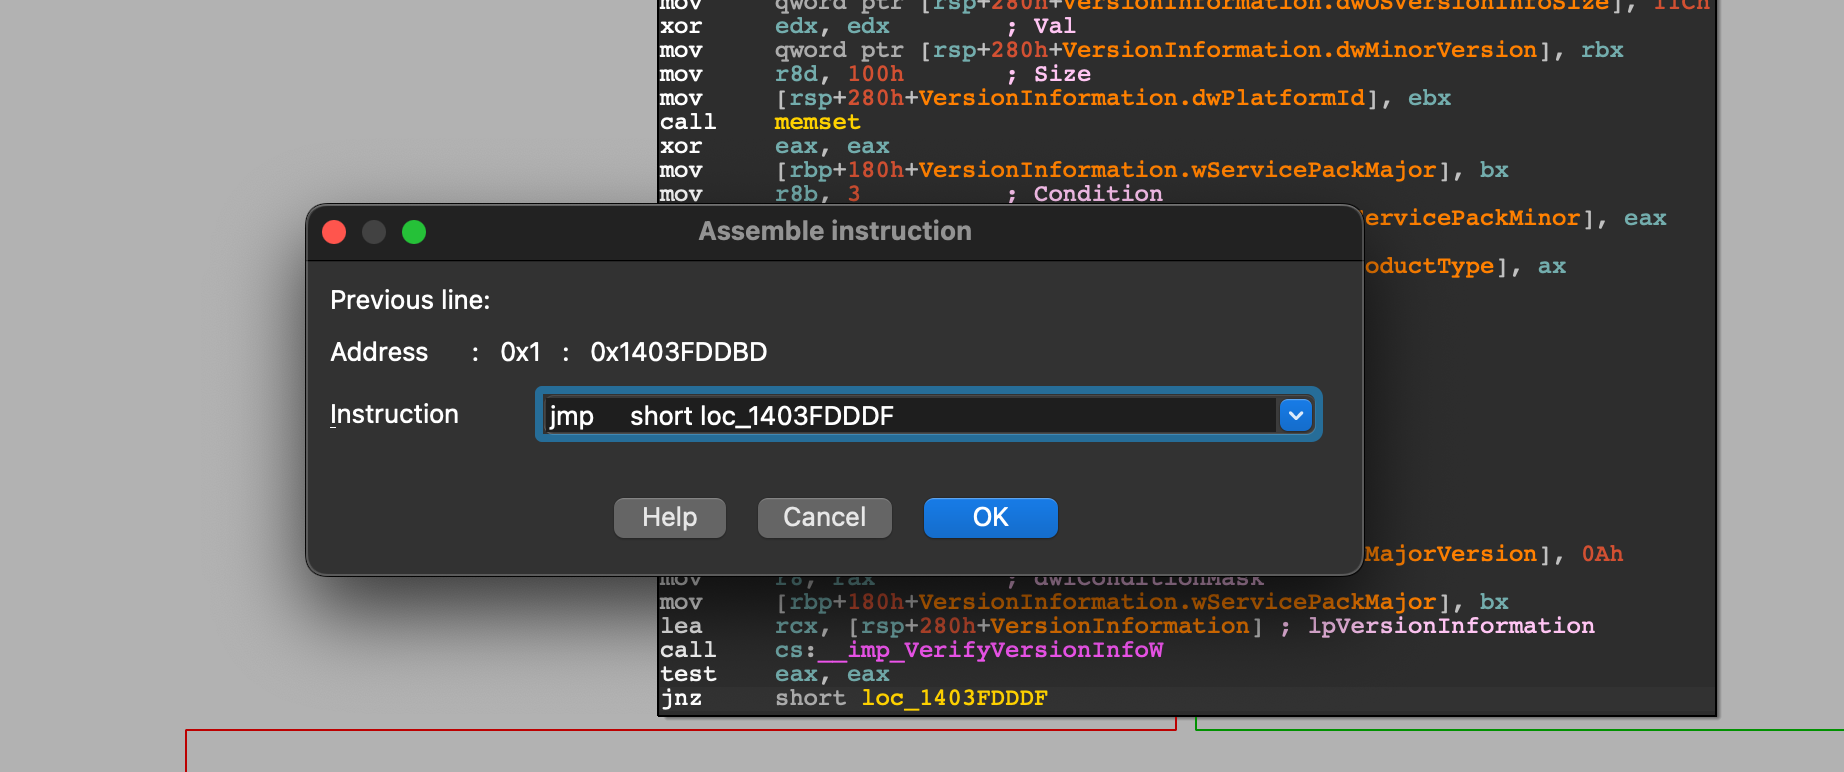 mov qword ptr [rsp+280h+VersionInformation.dwOSVersionInfoSize], 11Ch
xor edx, edx ; Val
mov qword ptr [rsp+280h+VersionInformation.dwMinorVersion], rbx
mov r8d, 100h ; Size
mov [rsp+280h+VersionInformation.dwPlatformId], ebx
call memset
xor eax, eax
mov [rbp+180h+VersionInformation.wServicePackMajor], bx
mov r8b, 3 ; Condition
ervicePackMinor], eax
oductType], ax
Assemble instruction
Previous line:
Address : 0x1 : 0x1403FDDBD
Instruction jmp short loc_1403FDDDF
Help Cancel OK
MajorVersion], 0Ah
mov r8, rax ; dwlConditionMask
mov [rbp+180h+VersionInformation.wServicePackMajor], bx
lea rcx, [rsp+280h+VersionInformation] ; lpVersionInformation
call cs:__imp_VerifyVersionInfoW
test eax, eax
jnz short loc_1403FDDDF